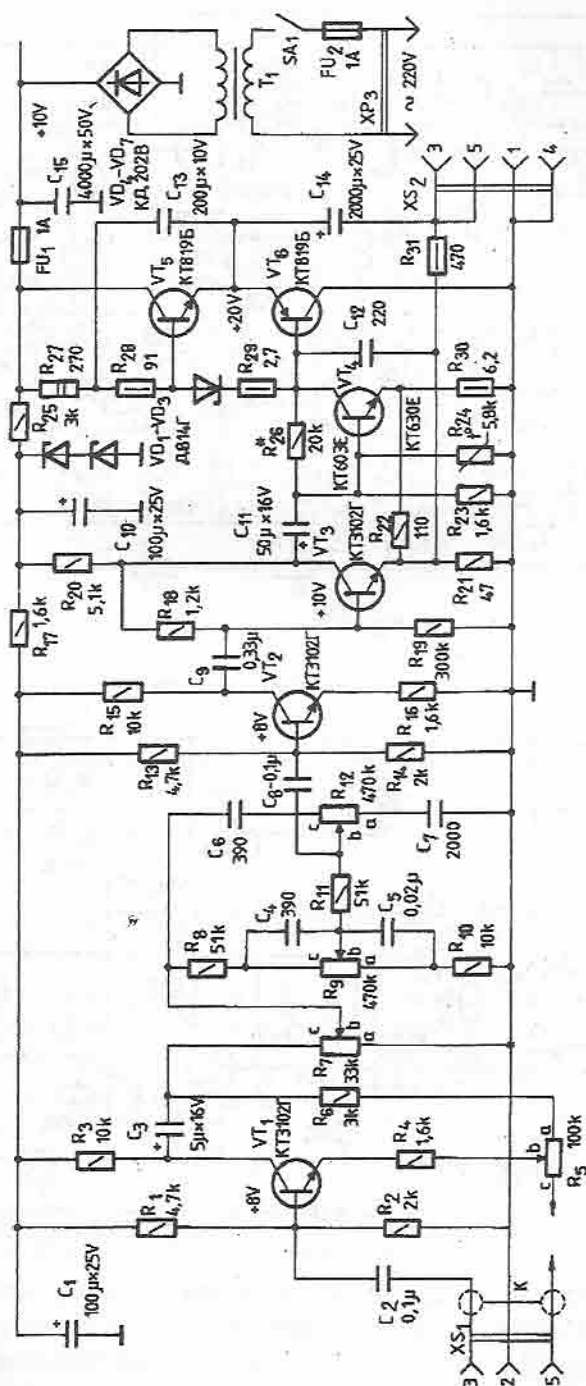 C1
100µ×25V
R1
4,7k
R2
2k
C2
0,1µ
XS1
3
2
5
K
R3
10k
C3
5µ×16V
VT1
КТ3102Г
+8V
R4
1,6k
R5
100k
a
b
c
R6
3k
R7
33k
c
b
a
R8
51k
C4
390
R9
470k
c
b
a
C5
0,02µ
R10
10k
R11
51k
C6
390
R12
470k
c
b
a
C7
2000
C8-0,1µ
R13
4,7k
R14
2k
R15
10k
+8V
VT2
КТ3102Г
R16
1,6k
R17
1,6k
C9
0,33µ
R18
1,2k
R19
300k
R20
5,1k
+10V
VT3
КТ3102Г
R21
47
R22
110
C10
100µ×25V
C11
50µ×16V
R23
1,6k
R24
5,8k
VD1-VD3
Д814Г
R25
3k
R*26
20k
КТ603Е
VT4
КТ630Е
R27
270
R28
91
R29
2,7
R30
6,2
FU1
1A
VT5
КТ819Б
+20V
VT6
КТ819Б
C12
220
C13
200µ×10V
C14
2000µ×25V
R31
470
C15
4000µ×50V
VD4-VD7
КД202В
+10V
T1
SA1
FU2
1A
XP3
~ 220V
XS2
3
5
1
4